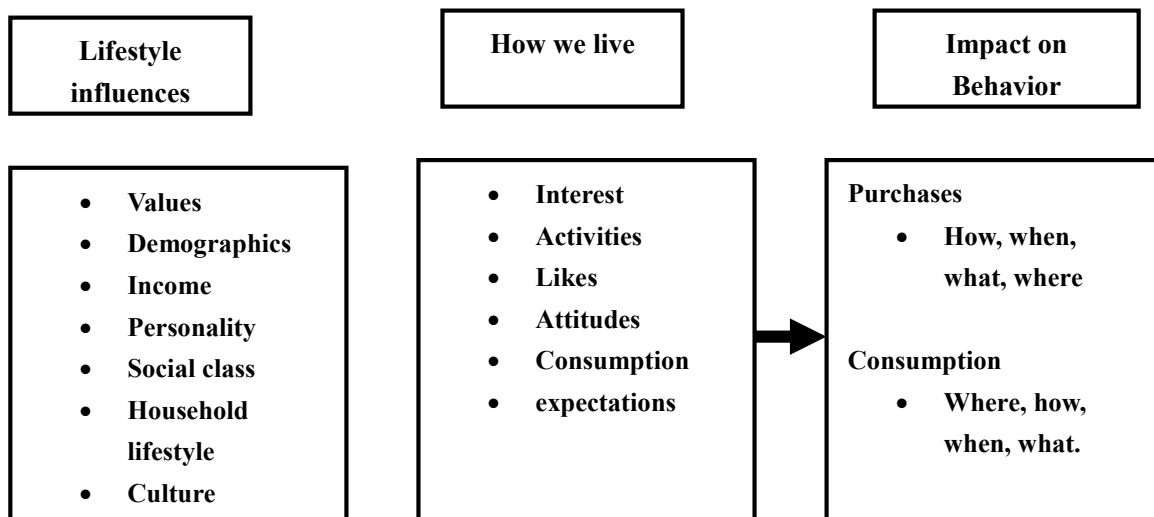 Lifestyle
influences
How we live
Impact on
Behavior
• Values
• Demographics
• Income
• Personality
• Social class
• Household
lifestyle
• Culture
• Interest
• Activities
• Likes
• Attitudes
• Consumption
• expectations
Purchases
• How, when,
what, where
Consumption
• Where, how,
when, what.